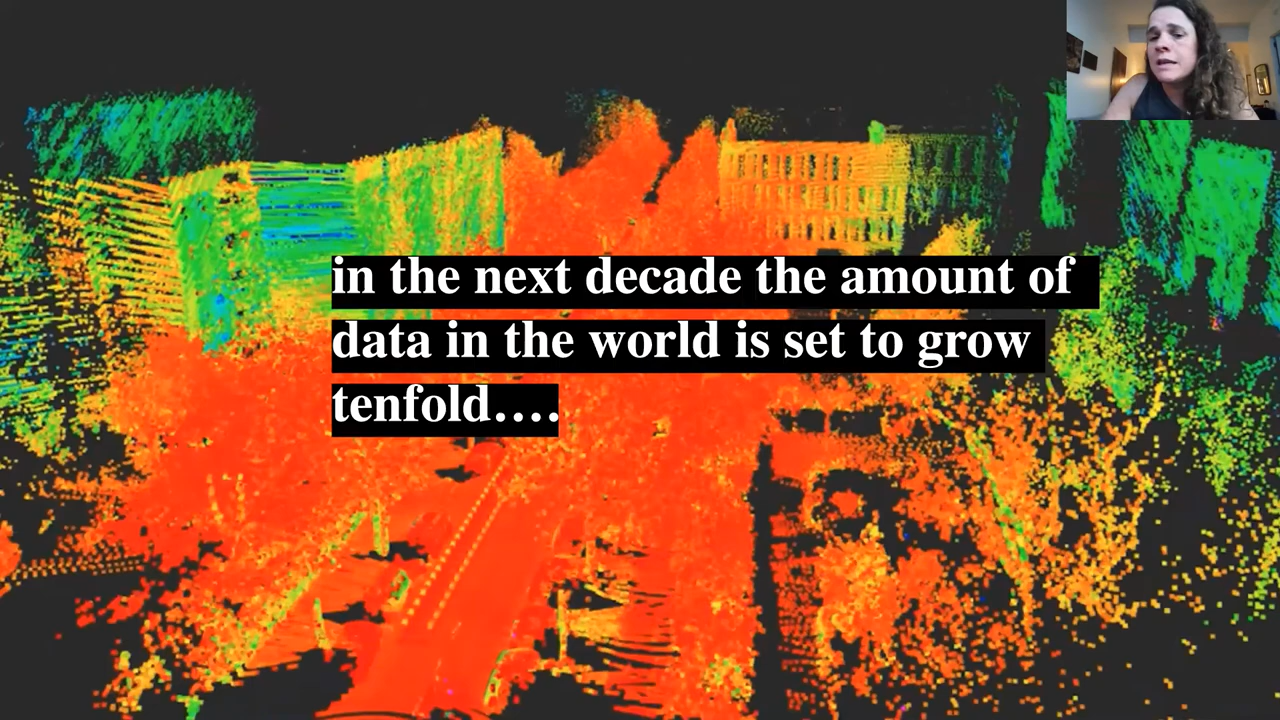 in the next decade the amount of
data in the world is set to grow
tenfold....